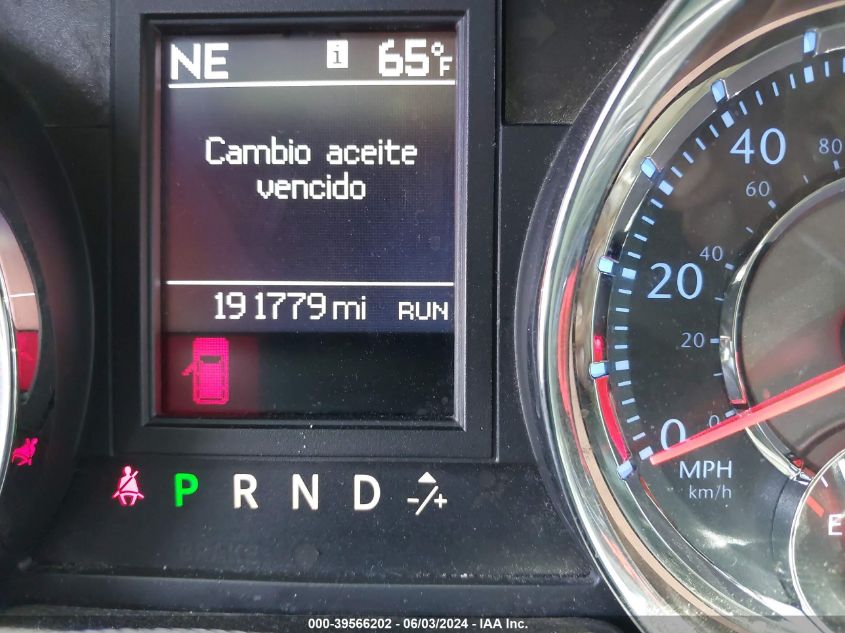 NE i 65°F
Cambio aceite
vencido
191779 mi RUN
P R N D -/+
40
80
60
20
40
20
0
0
MPH
km/h
E
000-39566202 - 06/03/2024 - IAA Inc.